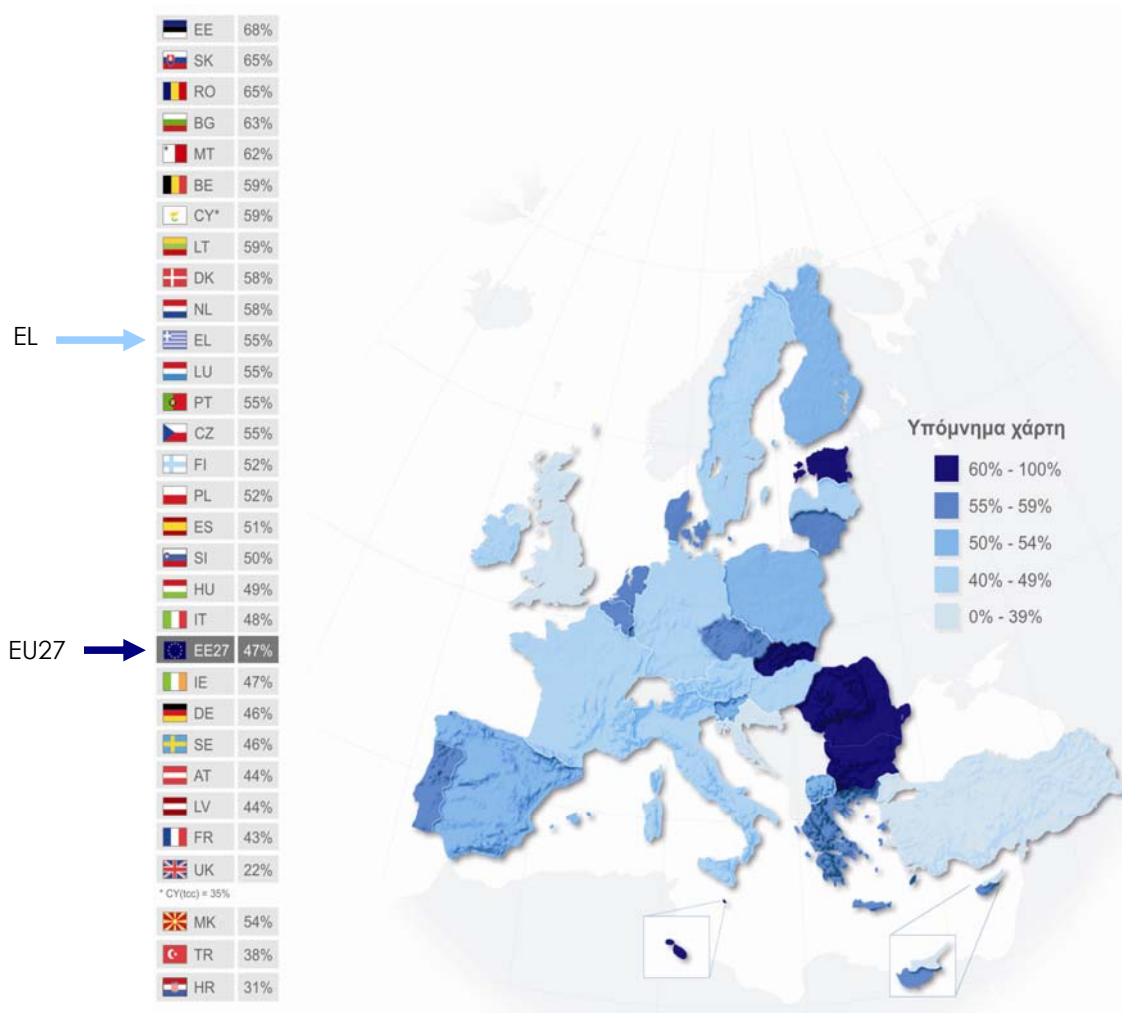 EE 68%
SK 65%
RO 65%
BG 63%
MT 62%
BE 59%
CY* 59%
LT 59%
DK 58%
NL 58%
EL EL 55%
LU 55%
PT 55%
CZ 55%
FI 52%
PL 52%
ES 51%
SI 50%
HU 49%
IT 48%
EU27 EE27 47%
IE 47%
DE 46%
SE 46%
AT 44%
LV 44%
FR 43%
UK 22%
* CY(tcc) = 35%
MK 54%
TR 38%
HR 31%
Υπόμνημα χάρτη
60% - 100%
55% - 59%
50% - 54%
40% - 49%
0% - 39%